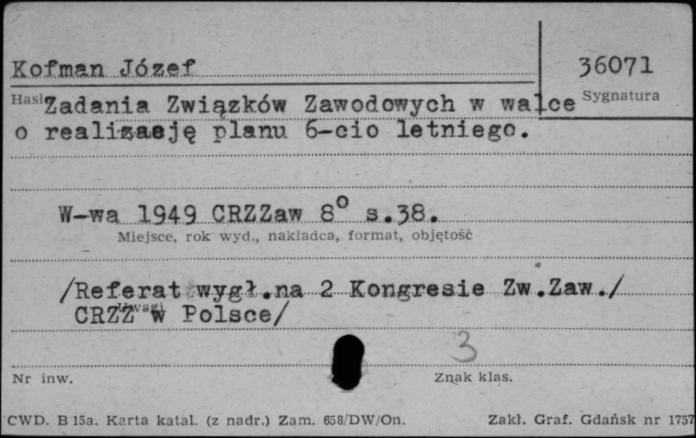 Kofman Józef
36071
Hasło Sygnatura
Zadania Związków Zawodowych w walce
o realizację planu 6-cio letniego.
W-wa 1949 CRZZaw 8° s.38.
Miejsce, rok wyd., nakładca, format, objętość
/Referat wygł.na 2 Kongresie Zw.Zaw./
Uwagi
CRZZ w Polsce/
3
Nr inw. Znak klas.
CWD. B 15a. Karta katal. (z nadr.) Zam. 658/DW/On. Zakł. Graf. Gdańsk nr 1757